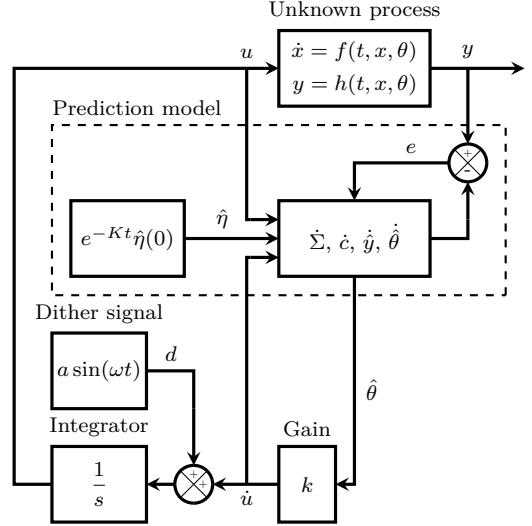 Unknown process
u
ẋ = f(t, x, θ)
y = h(t, x, θ)
y
Prediction model
+
-
e
e^{-Kt} η̂(0)
η̂
Σ̇, ċ, ŷ̇, θ̂̇
Dither signal
a sin(ωt)
d
θ̂
Integrator
1/s
+
+
u̇
Gain
k